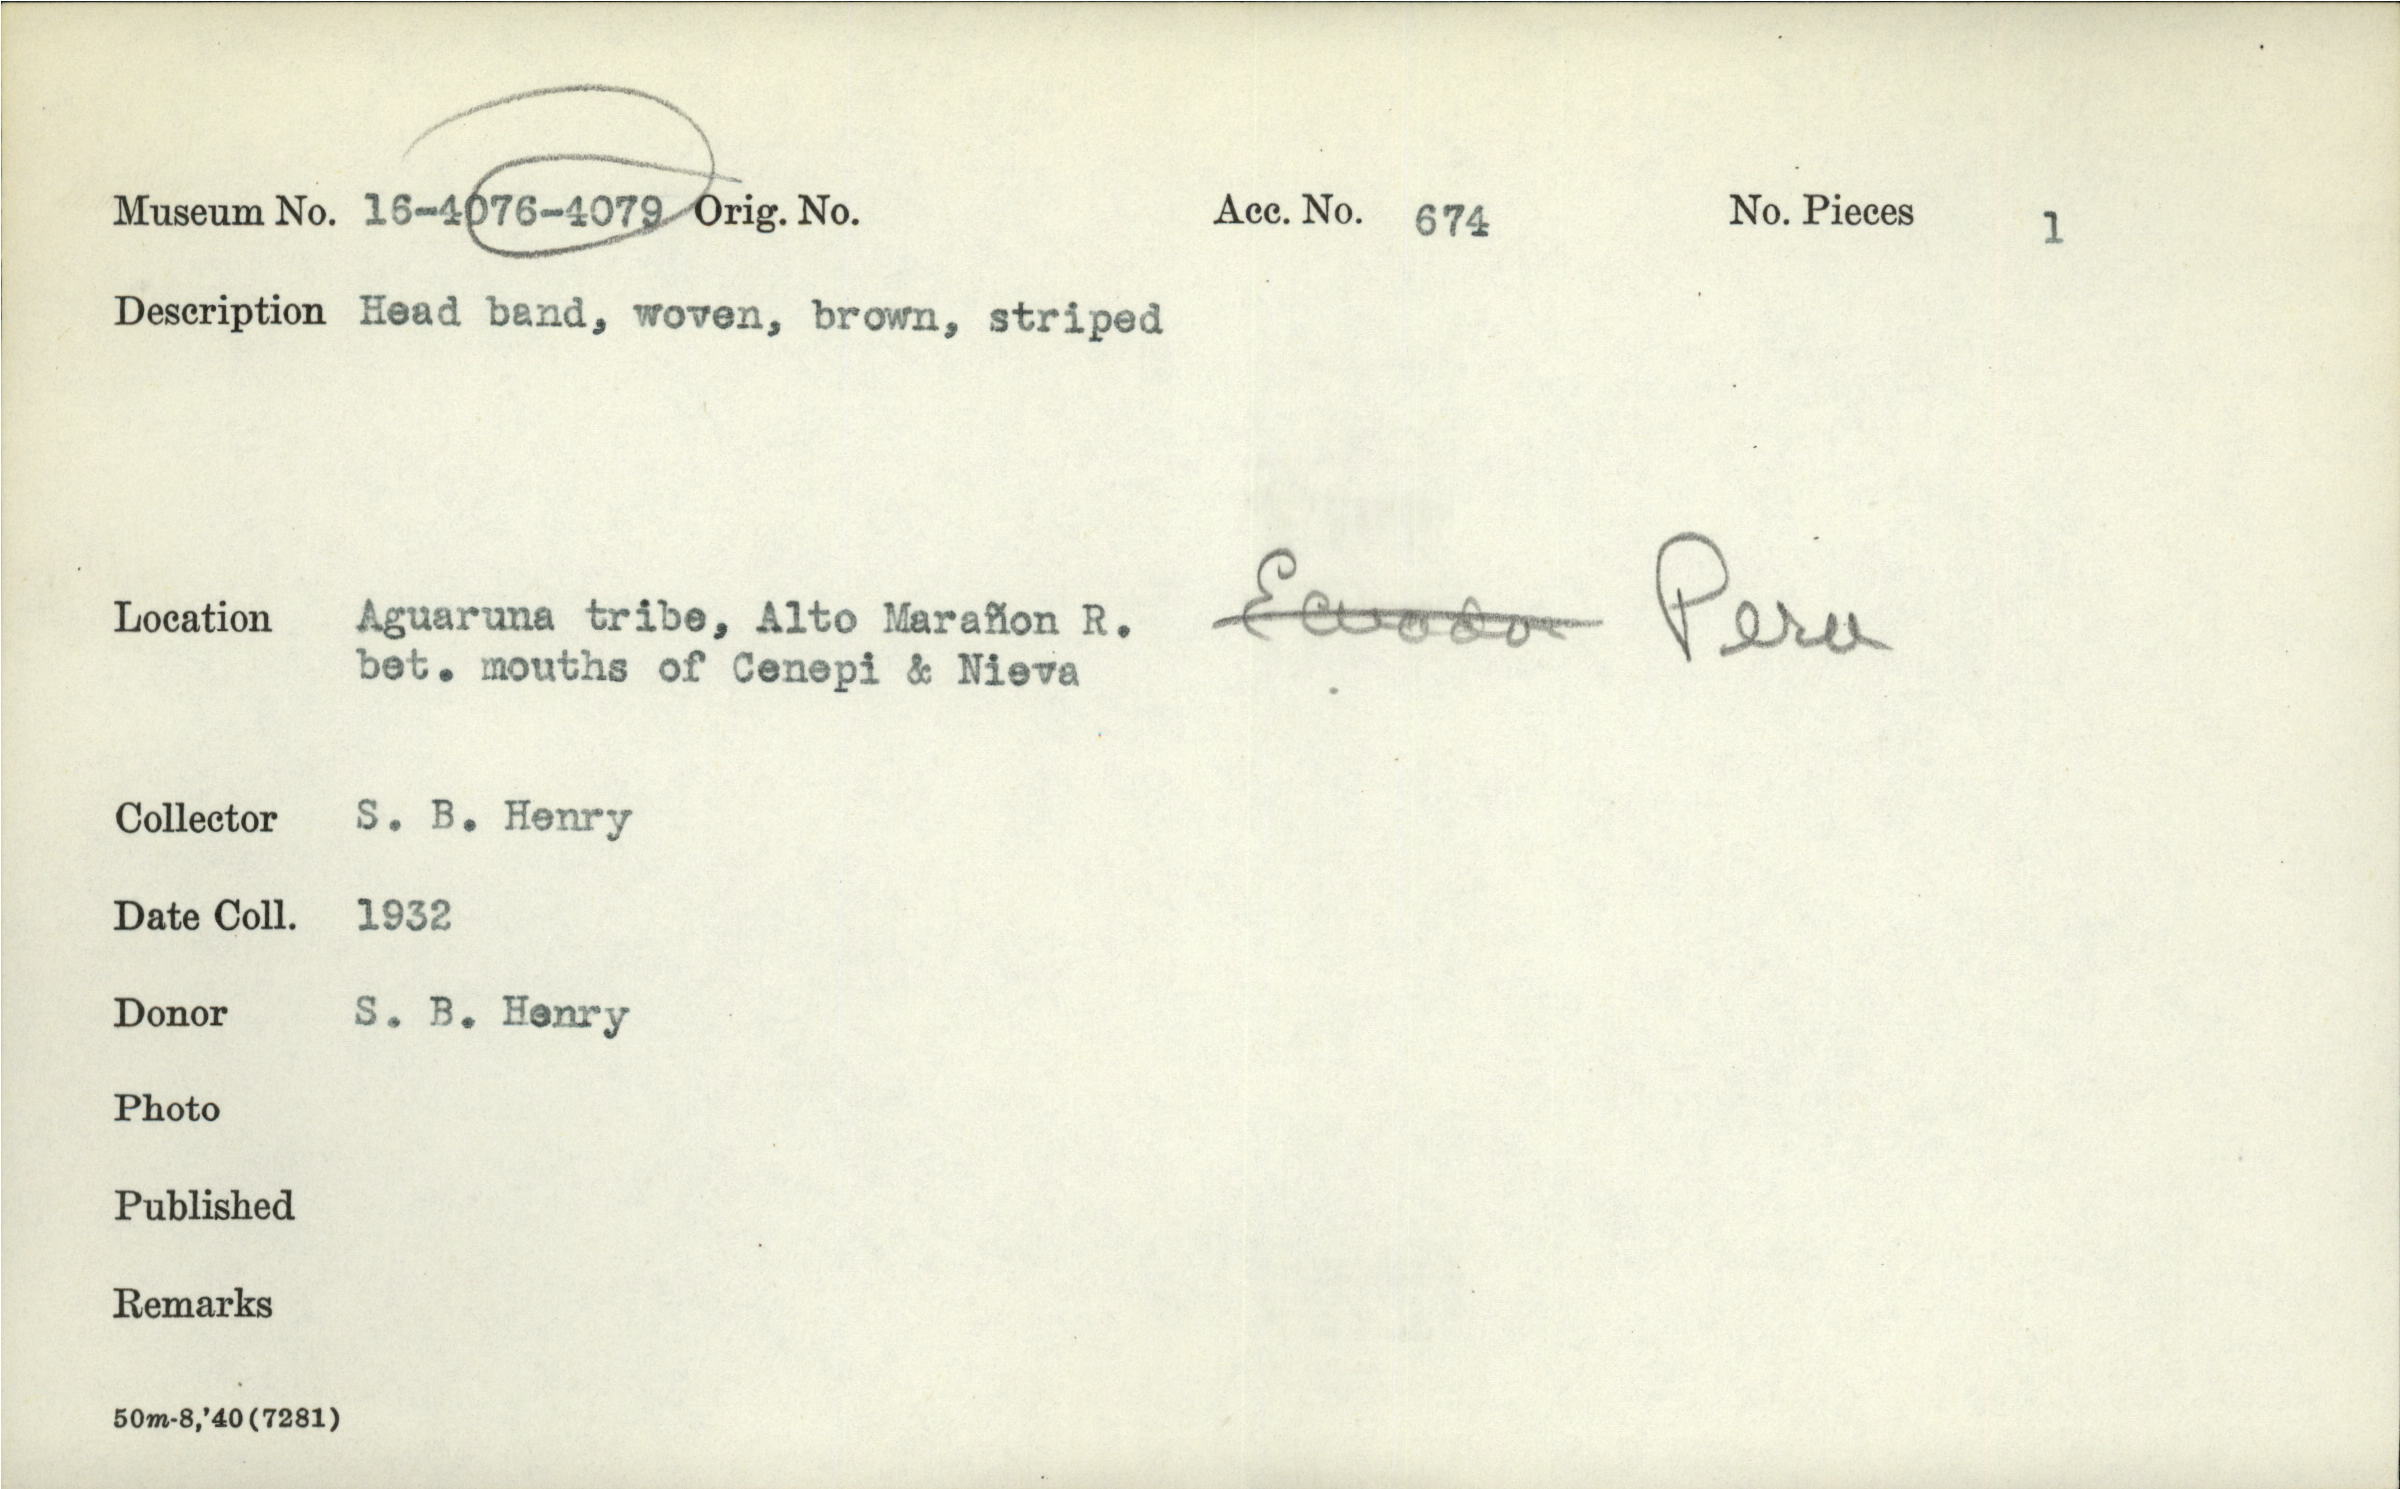 Museum No. 16-4076-4079 Orig. No. Acc. No. 674 No. Pieces 1
Description Head band, woven, brown, striped
Location Aguaruna tribe, Alto Marañon R. Ecuador Peru
bet. mouths of Cenepi & Nieva
Collector S. B. Henry
Date Coll. 1932
Donor S. B. Henry
Photo
Published
Remarks
50m-8,'40(7281)